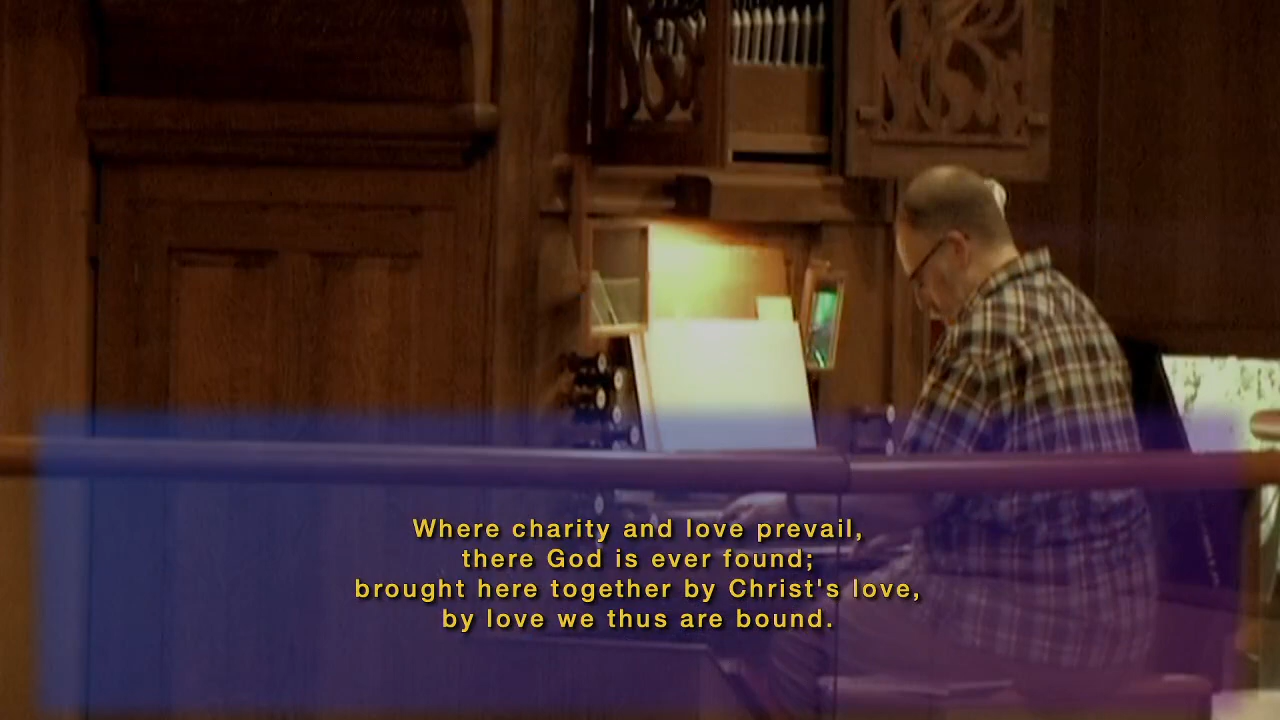 Where charity and love prevail,
there God is ever found;
brought here together by Christ's love,
by love we thus are bound.